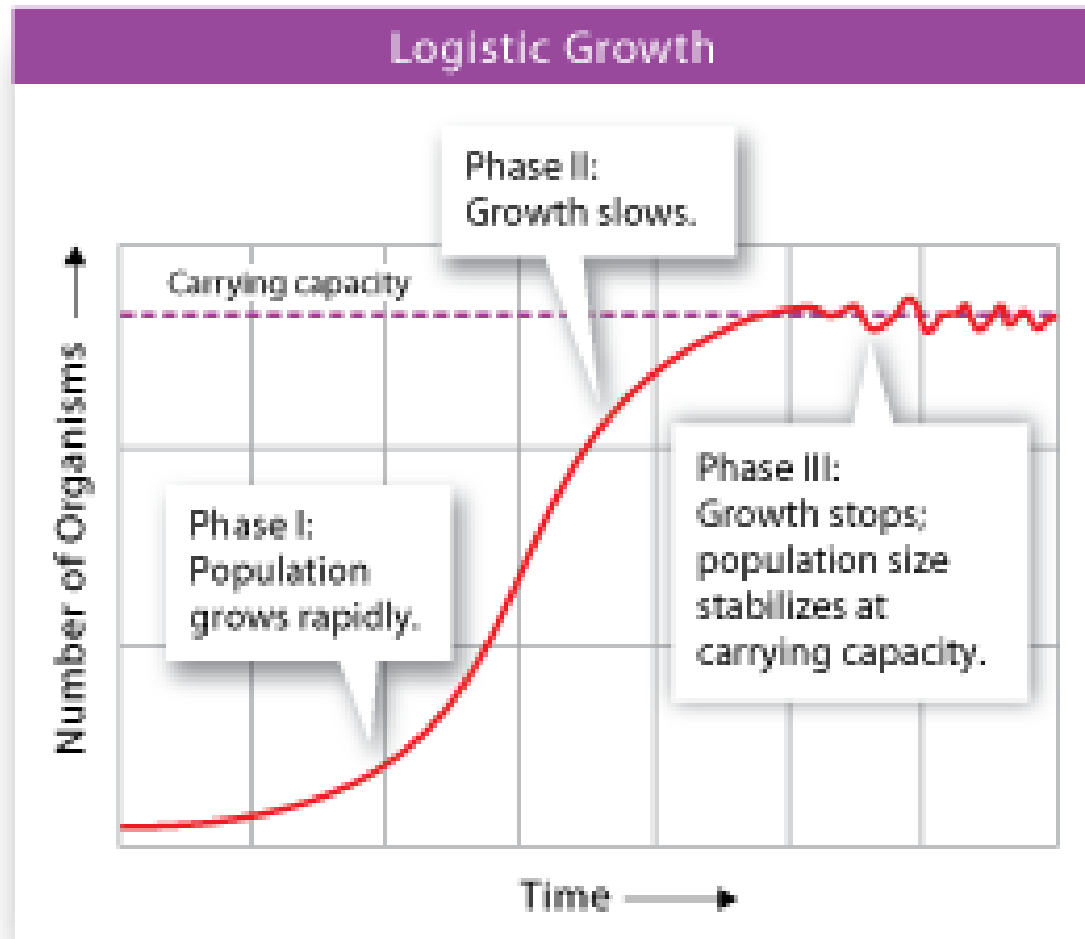 Logistic Growth
Phase II:
Growth slows.
Carrying capacity
Number of Organisms
Phase I:
Population
grows rapidly.
Phase III:
Growth stops;
population size
stabilizes at
carrying capacity.
Time